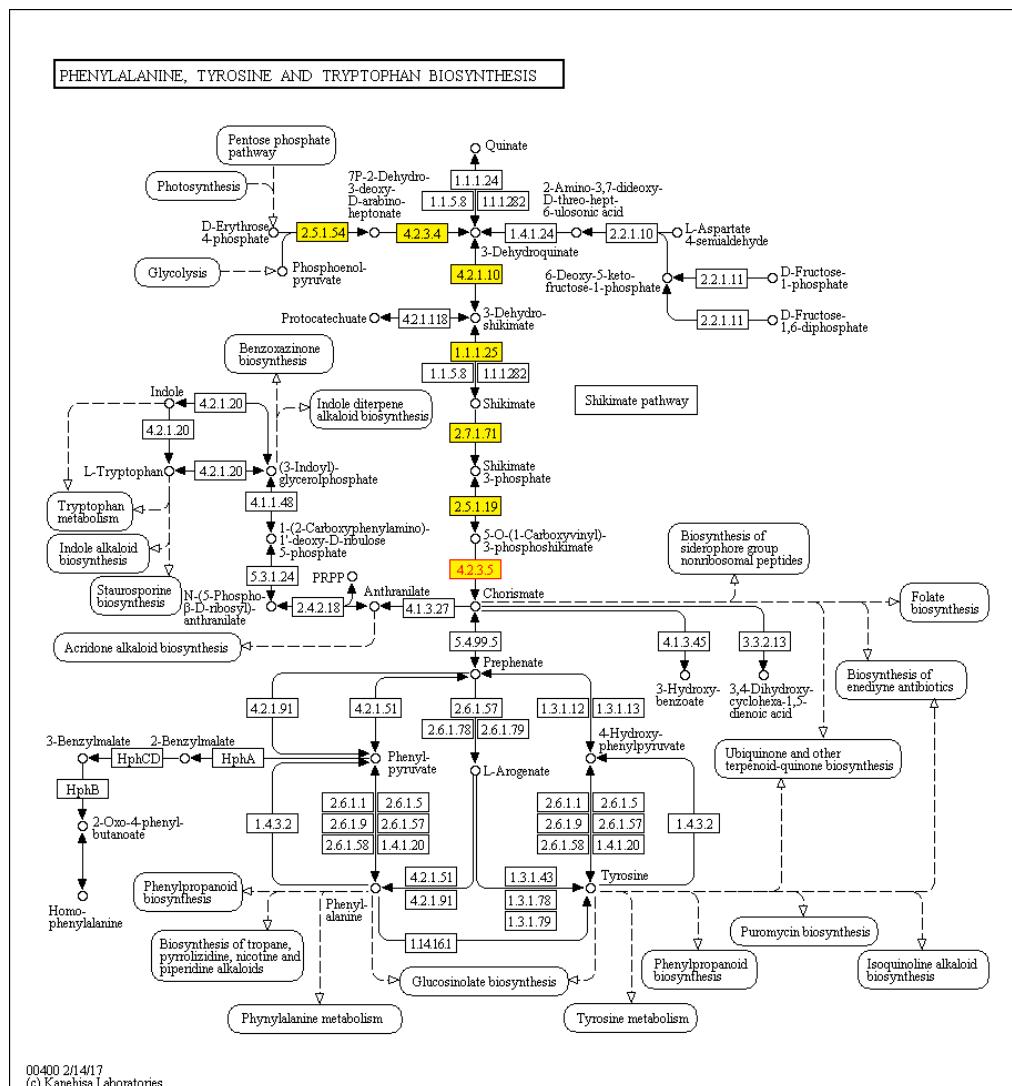 PHENYLALANINE, TYROSINE AND TRYPTOPHAN BIOSYNTHESIS
Pentose phosphate
pathway
Photosynthesis
Quinate
1.1.1.24
1.1.5.8
1.1.1.282
7P-2-Dehydro-
3-deoxy-
D-arabino-
heptonate
2-Amino-3,7-dideoxy-
D-threo-hept-
6-ulosonic acid
D-Erythrose
4-phosphate
2.5.1.54
4.2.3.4
1.4.1.24
2.2.1.10
L-Aspartate
4-semialdehyde
3-Dehydroquinate
Glycolysis
Phosphoenol-
pyruvate
4.2.1.10
6-Deoxy-5-keto-
fructose-1-phosphate
2.2.1.11
D-Fructose-
1-phosphate
Protocatechuate
4.2.1.118
3-Dehydro-
shikimate
2.2.1.11
D-Fructose-
1,6-diphosphate
Benzoxazinone
biosynthesis
1.1.1.25
1.1.5.8
1.1.1.282
Indole
4.2.1.20
Indole diterpene
alkaloid biosynthesis
Shikimate
Shikimate pathway
4.2.1.20
2.7.1.71
L-Tryptophan
4.2.1.20
(3-Indoyl)-
glycerolphosphate
Shikimate
3-phosphate
Tryptophan
metabolism
4.1.1.48
2.5.1.19
Indole alkaloid
biosynthesis
1-(2-Carboxyphenylamino)-
1'-deoxy-D-ribulose
5-phosphate
5-O-(1-Carboxyvinyl)-
3-phosphoshikimate
Biosynthesis of
siderophore group
nonribosomal peptides
Staurosporine
biosynthesis
5.3.1.24
PRPP
4.2.3.5
N-(5-Phospho-
β-D-ribosyl)-
anthranilate
2.4.2.18
Anthranilate
4.1.3.27
Chorismate
Folate
biosynthesis
Acridone alkaloid biosynthesis
5.4.99.5
4.1.3.45
3.3.2.13
Prephenate
3-Hydroxy-
benzoate
3,4-Dihydroxy-
cyclohexa-1,5-
dienoic acid
Biosynthesis of
enediyne antibiotics
4.2.1.91
4.2.1.51
2.6.1.57
2.6.1.78
2.6.1.79
1.3.1.12
1.3.1.13
3-Benzylmalate
2-Benzylmalate
4-Hydroxy-
phenylpyruvate
Ubiquinone and other
terpenoid-quinone biosynthesis
HphCD
HphA
Phenyl-
pyruvate
L-Arogenate
HphB
2-Oxo-4-phenyl-
butanoate
1.4.3.2
2.6.1.1
2.6.1.5
2.6.1.9
2.6.1.57
2.6.1.58
1.4.1.20
2.6.1.1
2.6.1.5
2.6.1.9
2.6.1.57
2.6.1.58
1.4.1.20
1.4.3.2
Homo-
phenylalanine
Phenylpropanoid
biosynthesis
Phenyl-
alanine
4.2.1.51
4.2.1.91
1.3.1.43
1.3.1.78
1.3.1.79
Tyrosine
Biosynthesis of tropane,
pyrrolizidine, nicotine and
piperidine alkaloids
1.14.16.1
Glucosinolate biosynthesis
Phenylpropanoid
biosynthesis
Puromycin biosynthesis
Isoquinoline alkaloid
biosynthesis
Phynylalanine metabolism
Tyrosine metabolism
00400 2/14/17
(c) Kanehisa Laboratories